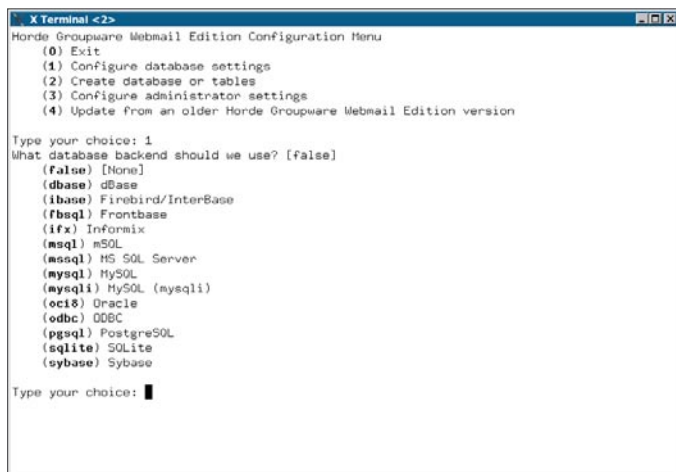 X Terminal <2>
Horde Groupware Webmail Edition Configuration Menu
(0) Exit
(1) Configure database settings
(2) Create database or tables
(3) Configure administrator settings
(4) Update from an older Horde Groupware Webmail Edition version
Type your choice: 1
What database backend should we use? [false]
(false) [None]
(dbase) dBase
(ibase) Firebird/InterBase
(fbsql) Frontbase
(ifx) Informix
(msql) mSQL
(mssql) MS SQL Server
(mysql) MySQL
(mysqli) MySQL (mysqli)
(oci8) Oracle
(odbc) ODBC
(pgsql) PostgreSQL
(sqlite) SQLite
(sybase) Sybase
Type your choice: